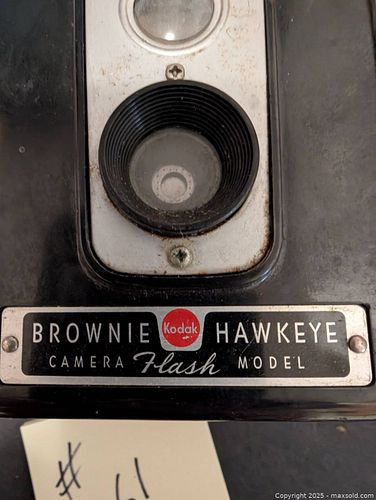 BROWNIE Kodak HAWKEYE
CAMERA Flash MODEL
#
61
Copyright © 2025 - maxsold.com